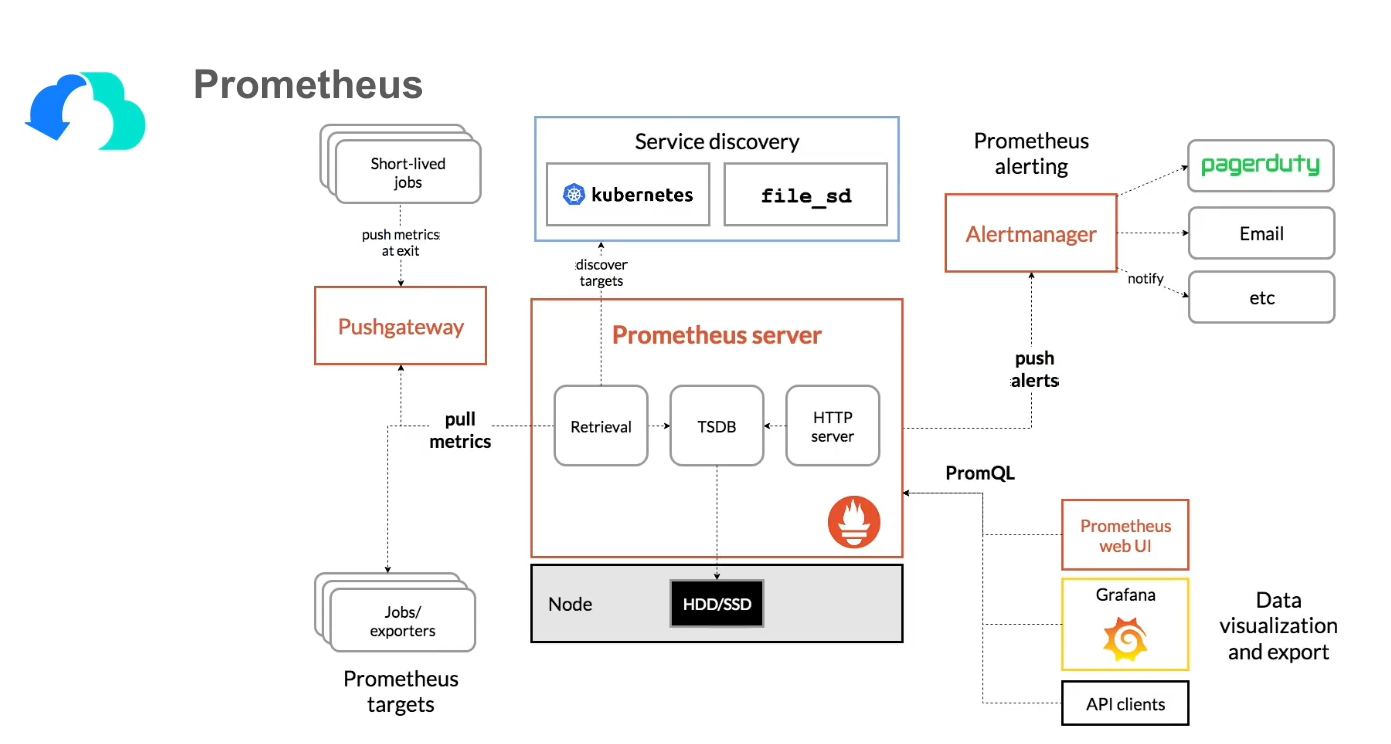 Prometheus
Short-lived
jobs
push metrics
at exit
Pushgateway
pull
metrics
Jobs/
exporters
Prometheus
targets
Service discovery
kubernetes
file_sd
discover
targets
Prometheus server
Retrieval
TSDB
HTTP
server
Node
HDD/SSD
Prometheus
alerting
Alertmanager
pagerduty
Email
notify
etc
push
alerts
PromQL
Prometheus
web UI
Grafana
API clients
Data
visualization
and export